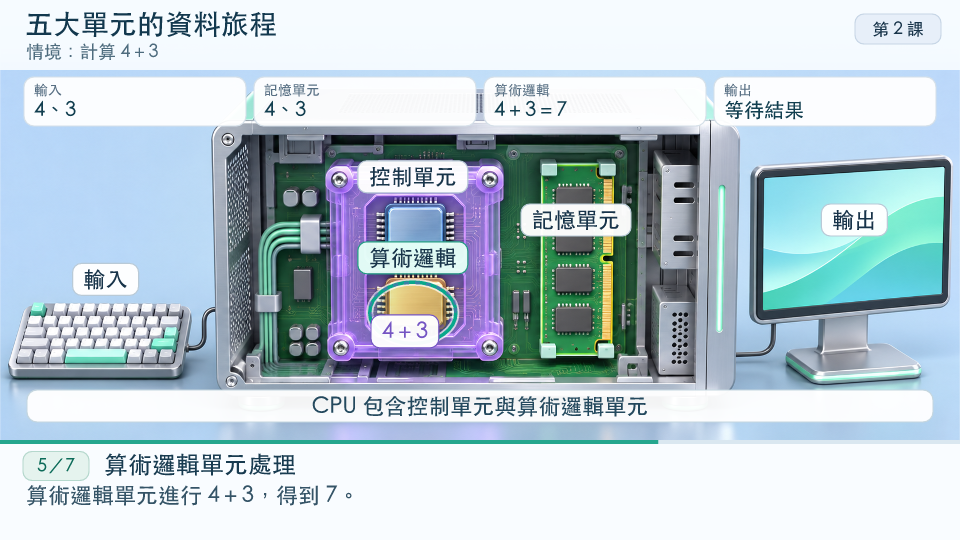 五大單元的資料旅程
情境：計算 4+3
第 2 課
輸入
4、3
記憶單元
4、3
算術邏輯
4+3=7
輸出
等待結果
控制單元
記憶單元
算術邏輯
4+3
輸入
輸出
CPU 包含控制單元與算術邏輯單元
5/7 算術邏輯單元處理
算術邏輯單元進行 4+3，得到 7。